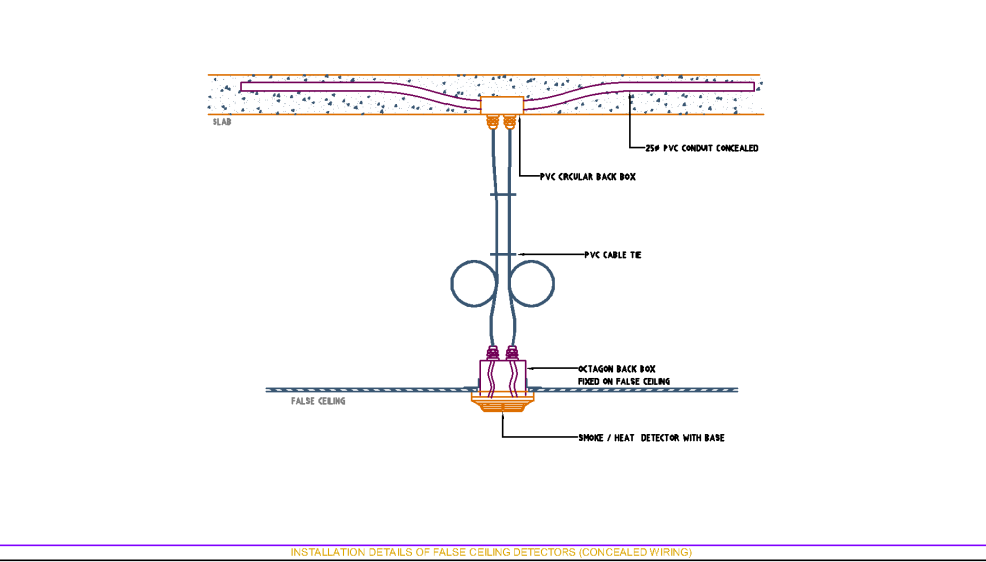 SLAB
25Ø PVC CONDUIT CONCEALED
PVC CIRCULAR BACK BOX
PVC CABLE TIE
OCTAGON BACK BOX
FIXED ON FALSE CEILING
FALSE CEILING
SMOKE / HEAT DETECTOR WITH BASE
INSTALLATION DETAILS OF FALSE CEILING DETECTORS (CONCEALED WIRING)